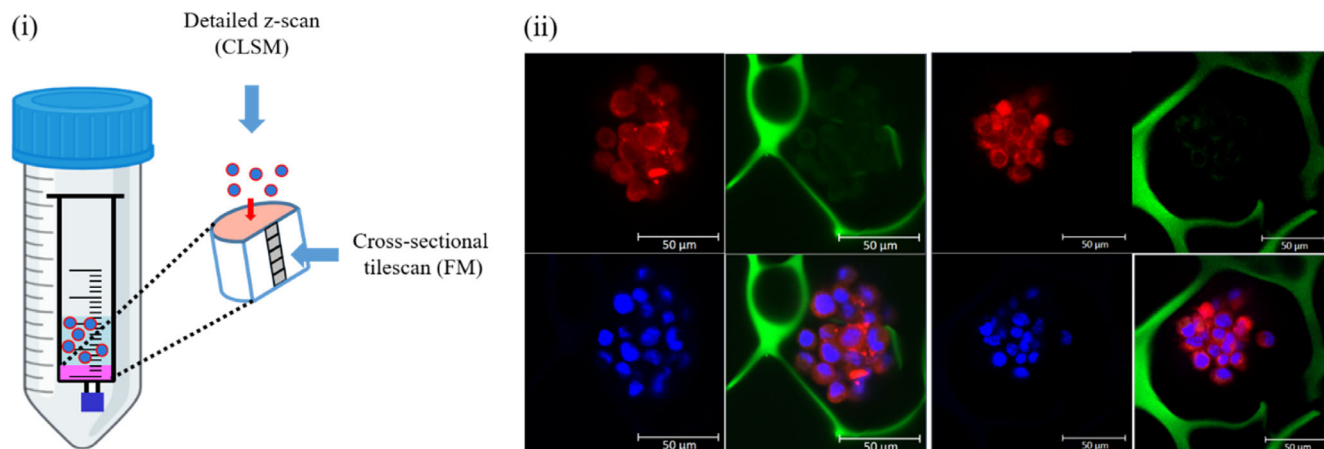 (i)
Detailed z-scan
(CLSM)
Cross-sectional
tilescan (FM)
(ii)
50 μm
50 μm
50 μm
50 μm
50 μm
50 μm
50 μm
50 μm